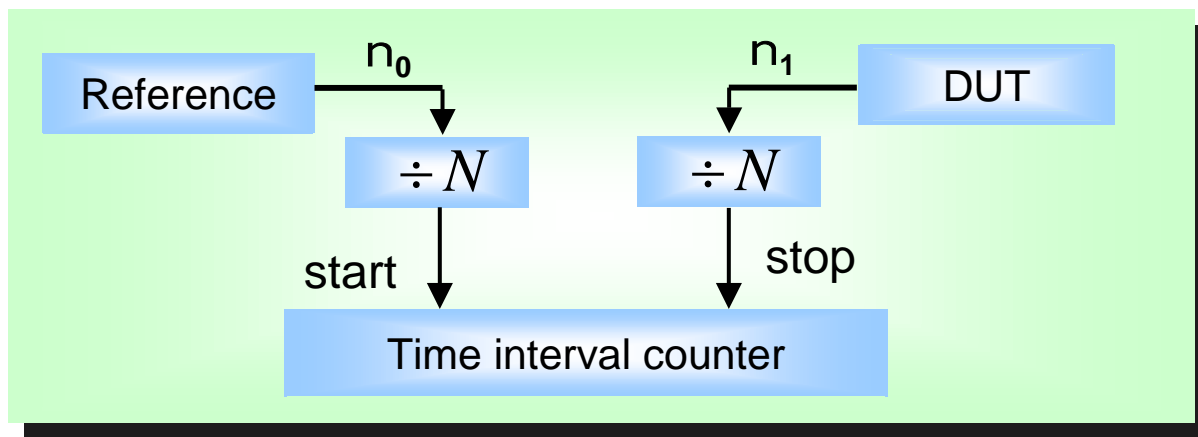 Reference
n₀
n₁
DUT
÷ N
÷ N
start
stop
Time interval counter